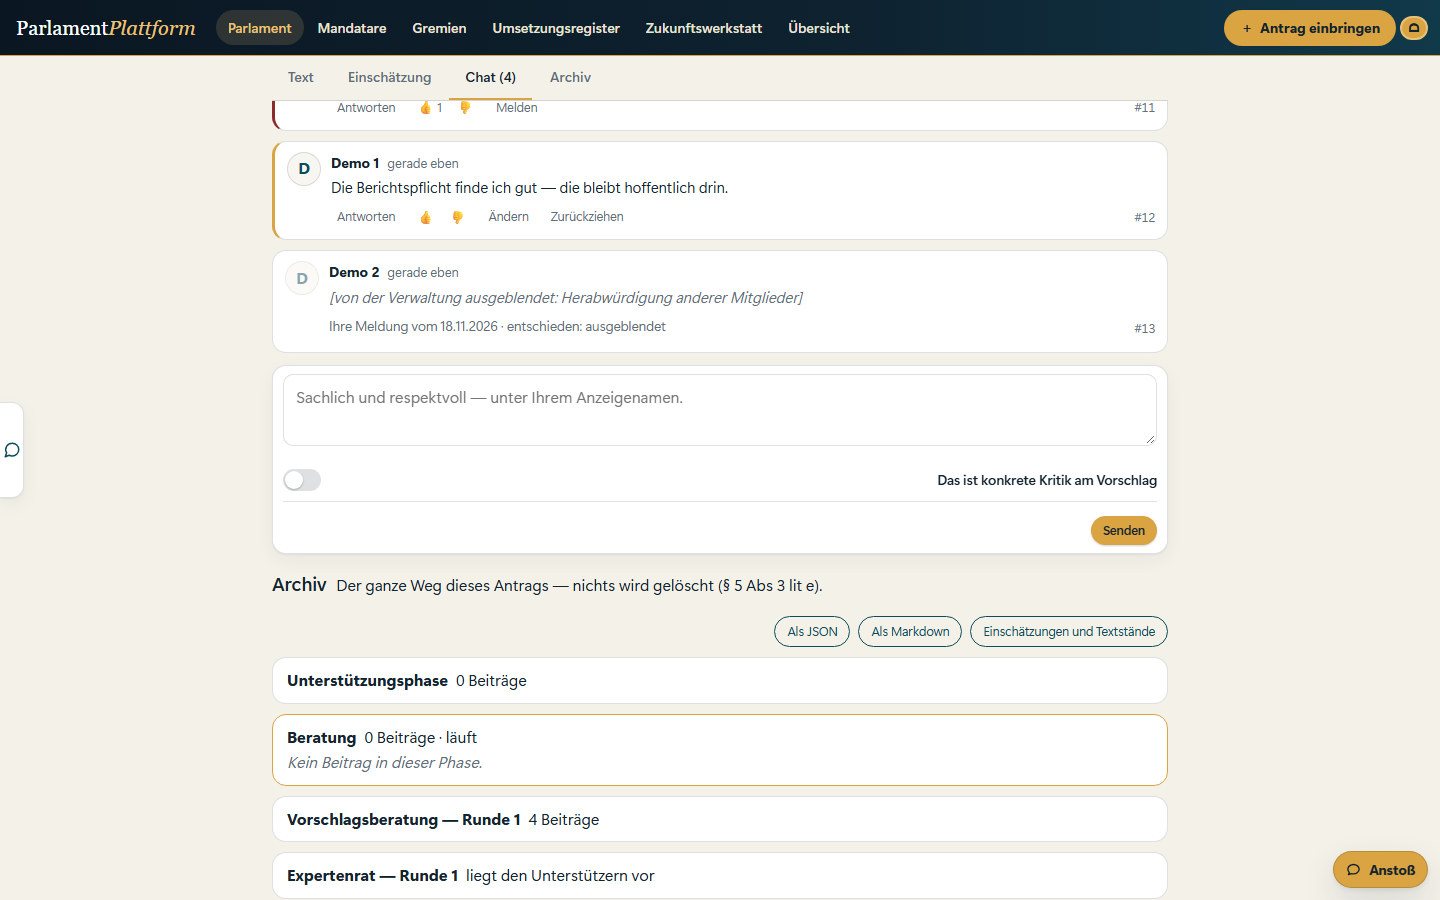 ParlamentPlattform Parlament Mandatare Gremien Umsetzungsregister Zukunftswerkstatt Übersicht + Antrag einbringen D
Text Einschätzung Chat (4) Archiv
Antworten 👍 1 👎 Melden #11
D Demo 1 gerade eben
Die Berichtspflicht finde ich gut — die bleibt hoffentlich drin.
Antworten 👍 👎 Ändern Zurückziehen #12
D Demo 2 gerade eben
[von der Verwaltung ausgeblendet: Herabwürdigung anderer Mitglieder]
Ihre Meldung vom 18.11.2026 · entschieden: ausgeblendet #13
Sachlich und respektvoll — unter Ihrem Anzeigenamen.
Das ist konkrete Kritik am Vorschlag
Senden
Archiv Der ganze Weg dieses Antrags — nichts wird gelöscht (§ 5 Abs 3 lit e).
Als JSON Als Markdown Einschätzungen und Textstände
Unterstützungsphase 0 Beiträge
Beratung 0 Beiträge · läuft
Kein Beitrag in dieser Phase.
Vorschlagsberatung — Runde 1 4 Beiträge
Expertenrat — Runde 1 liegt den Unterstützern vor
Anstoß